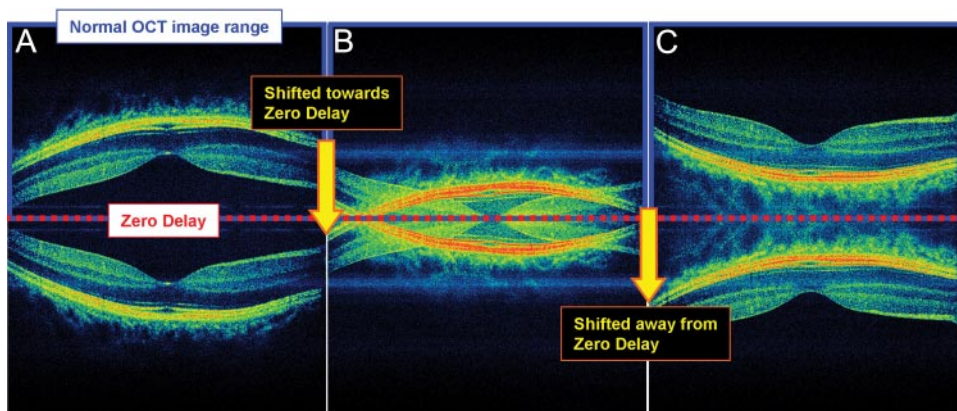 A
Normal OCT image range
B
C
Shifted towards
Zero Delay
Zero Delay
Shifted away from
Zero Delay